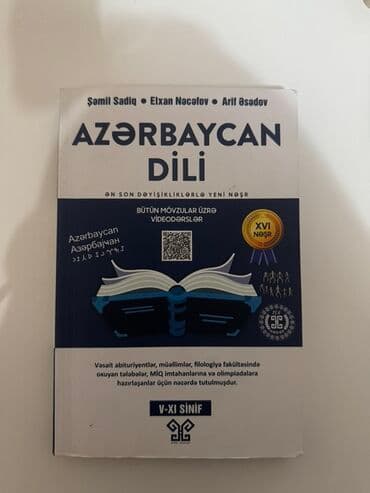 Şəmil Sadiq • Elxan Nəcəfov • Arif Əsədov
AZƏRBAYCAN
DİLİ
ƏN SON DƏYİŞİKLİKLƏRLƏ YENİ NƏŞR
BÜTÜN MÖVZULAR ÜZRƏ
VİDEODƏRSLƏR
Azərbaycan
Азәрбајҹан
XVI
NƏŞR
Vəsait abituriyentlər, müəllimlər, filologiya fakültəsində
oxuyan tələbələr, MİQ imtahanlarına və olimpiadalara
hazırlaşanlar üçün nəzərdə tutulmuşdur.
V-XI SİNİF